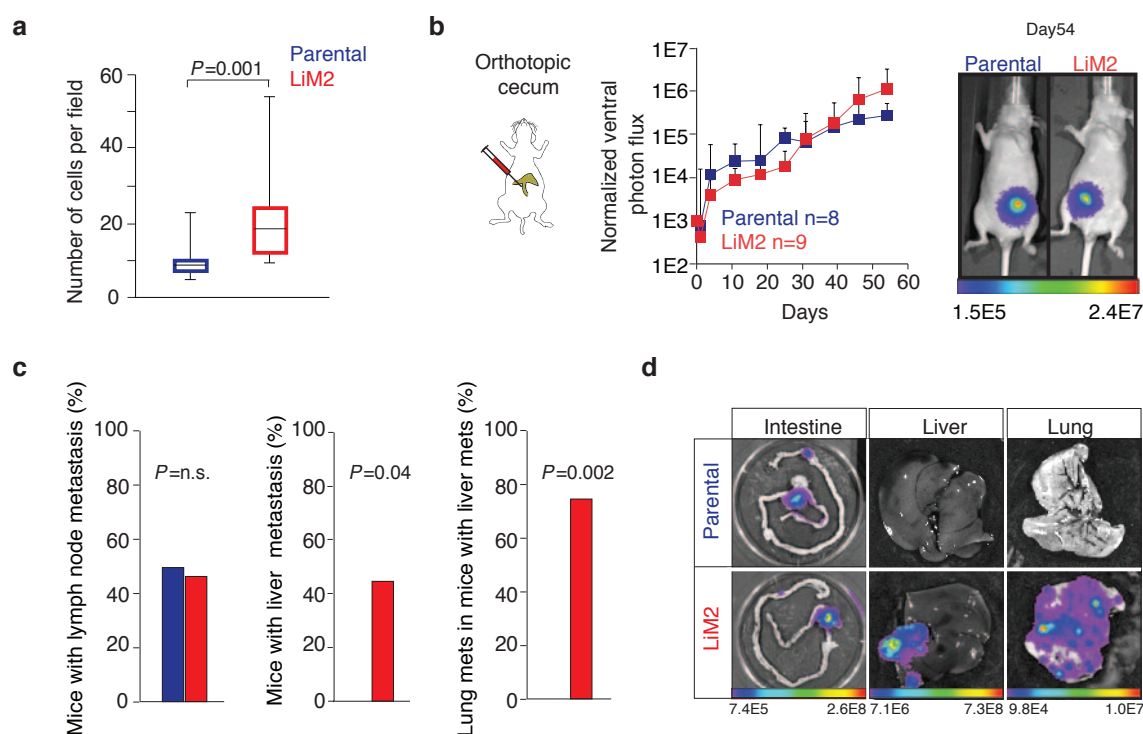 a
Parental
LiM2
P=0.001
Number of cells per field
60
40
20
0
b
Orthotopic
cecum
Normalized ventral
photon flux
1E7
1E6
1E5
1E4
1E3
1E2
Parental n=8
LiM2 n=9
0 10 20 30 40 50 60
Days
Day54
Parental LiM2
1.5E5 2.4E7
c
Mice with lymph node metastasis (%)
100
80
60
40
20
0
P=n.s.
Mice with liver metastasis (%)
100
80
60
40
20
0
P=0.04
Lung mets in mice with liver mets (%)
100
80
60
40
20
0
P=0.002
d
Intestine Liver Lung
Parental
LiM2
7.4E5 2.6E8 7.1E6 7.3E8 9.8E4 1.0E7